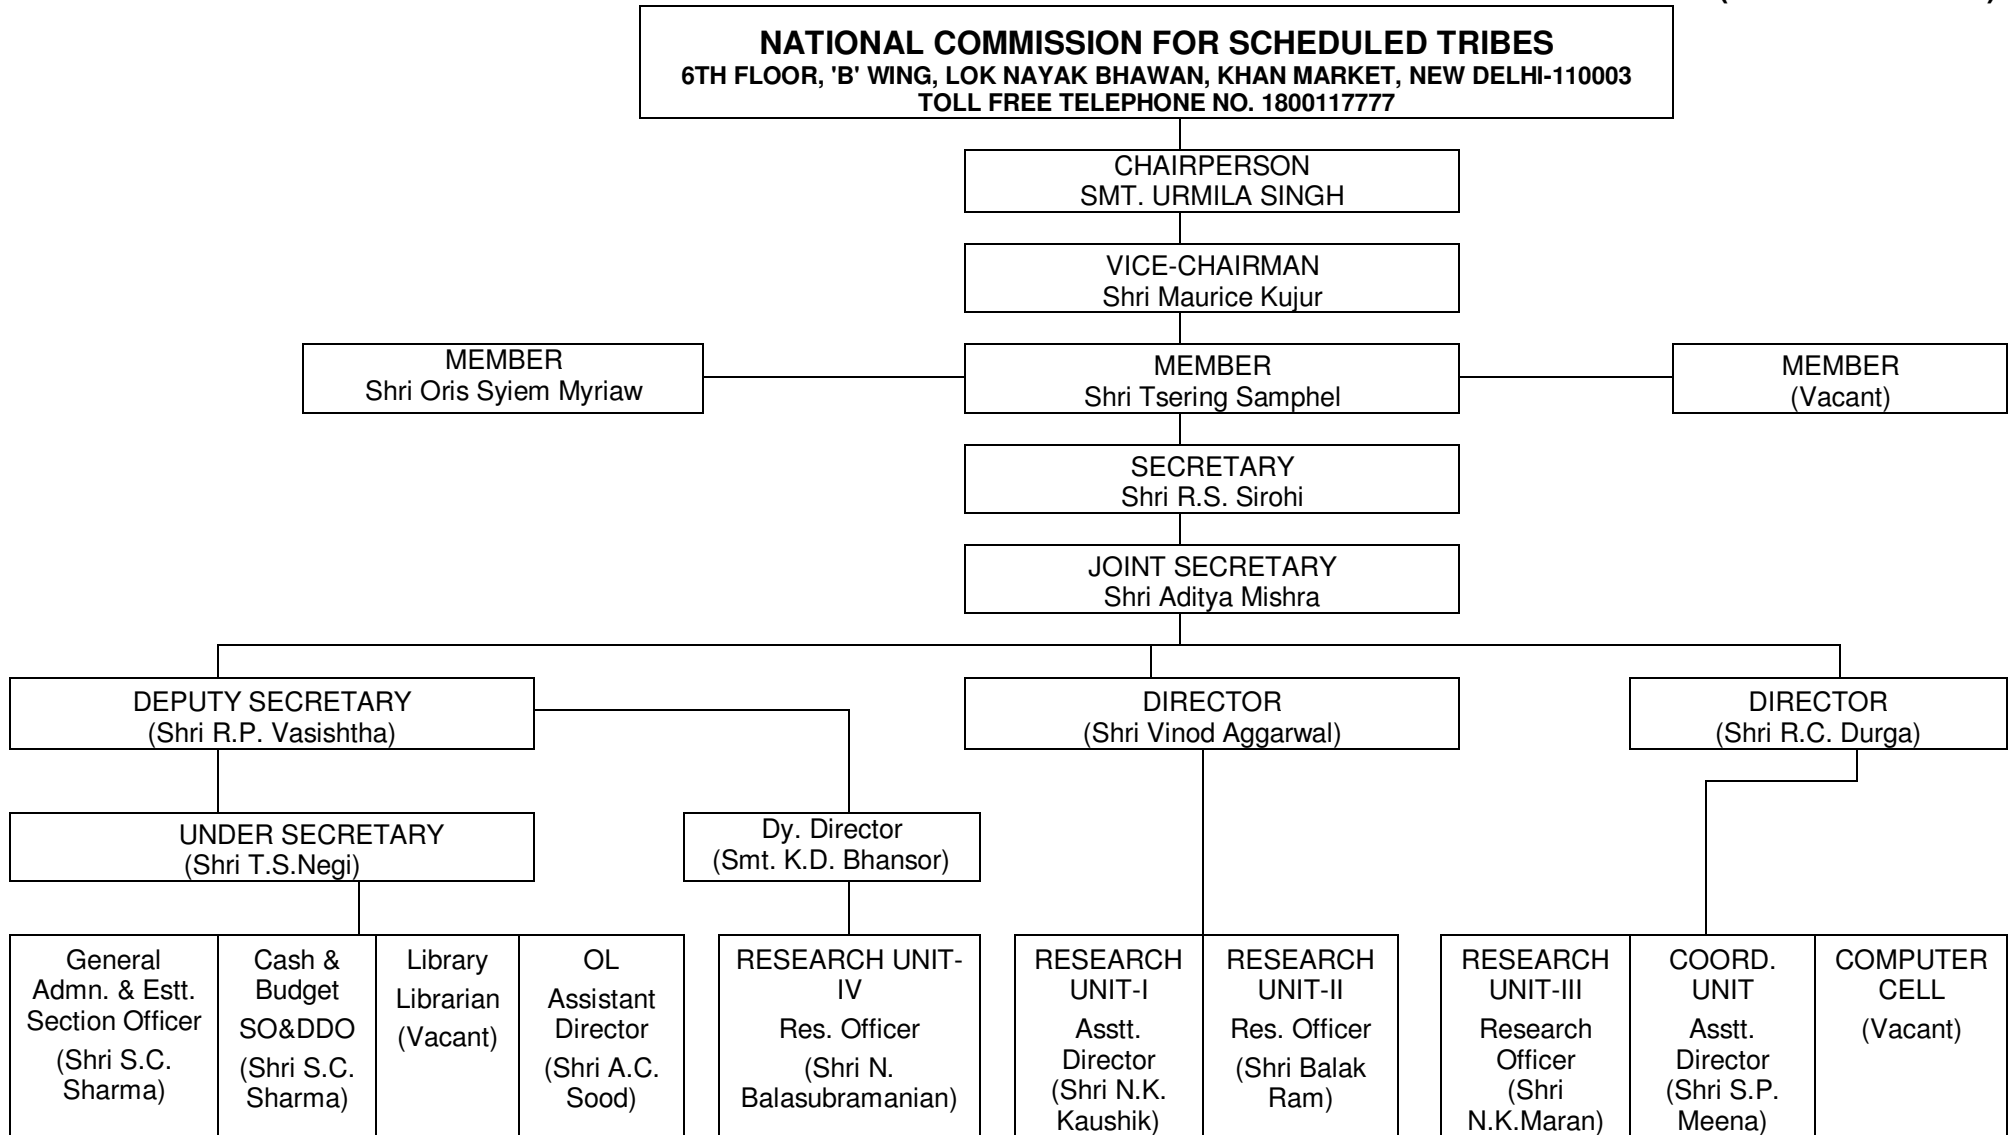 NATIONAL COMMISSION FOR SCHEDULED TRIBES
6TH FLOOR, 'B' WING, LOK NAYAK BHAWAN, KHAN MARKET, NEW DELHI-110003
TOLL FREE TELEPHONE NO. 1800117777
CHAIRPERSON
SMT. URMILA SINGH
VICE-CHAIRMAN
Shri Maurice Kujur
MEMBER
Shri Oris Syiem Myriaw
MEMBER
Shri Tsering Samphel
MEMBER
(Vacant)
SECRETARY
Shri R.S. Sirohi
JOINT SECRETARY
Shri Aditya Mishra
DEPUTY SECRETARY
(Shri R.P. Vasishtha)
DIRECTOR
(Shri Vinod Aggarwal)
DIRECTOR
(Shri R.C. Durga)
UNDER SECRETARY
(Shri T.S.Negi)
Dy. Director
(Smt. K.D. Bhansor)
General
Admn. & Estt.
Section Officer
(Shri S.C.
Sharma)
Cash &
Budget
SO&DDO
(Shri S.C.
Sharma)
Library
Librarian
(Vacant)
OL
Assistant
Director
(Shri A.C.
Sood)
RESEARCH UNIT-
IV
Res. Officer
(Shri N.
Balasubramanian)
RESEARCH
UNIT-I
Asstt.
Director
(Shri N.K.
Kaushik)
RESEARCH
UNIT-II
Res. Officer
(Shri Balak
Ram)
RESEARCH
UNIT-III
Research
Officer
(Shri
N.K.Maran)
COORD.
UNIT
Asstt.
Director
(Shri S.P.
Meena)
COMPUTER
CELL
(Vacant)